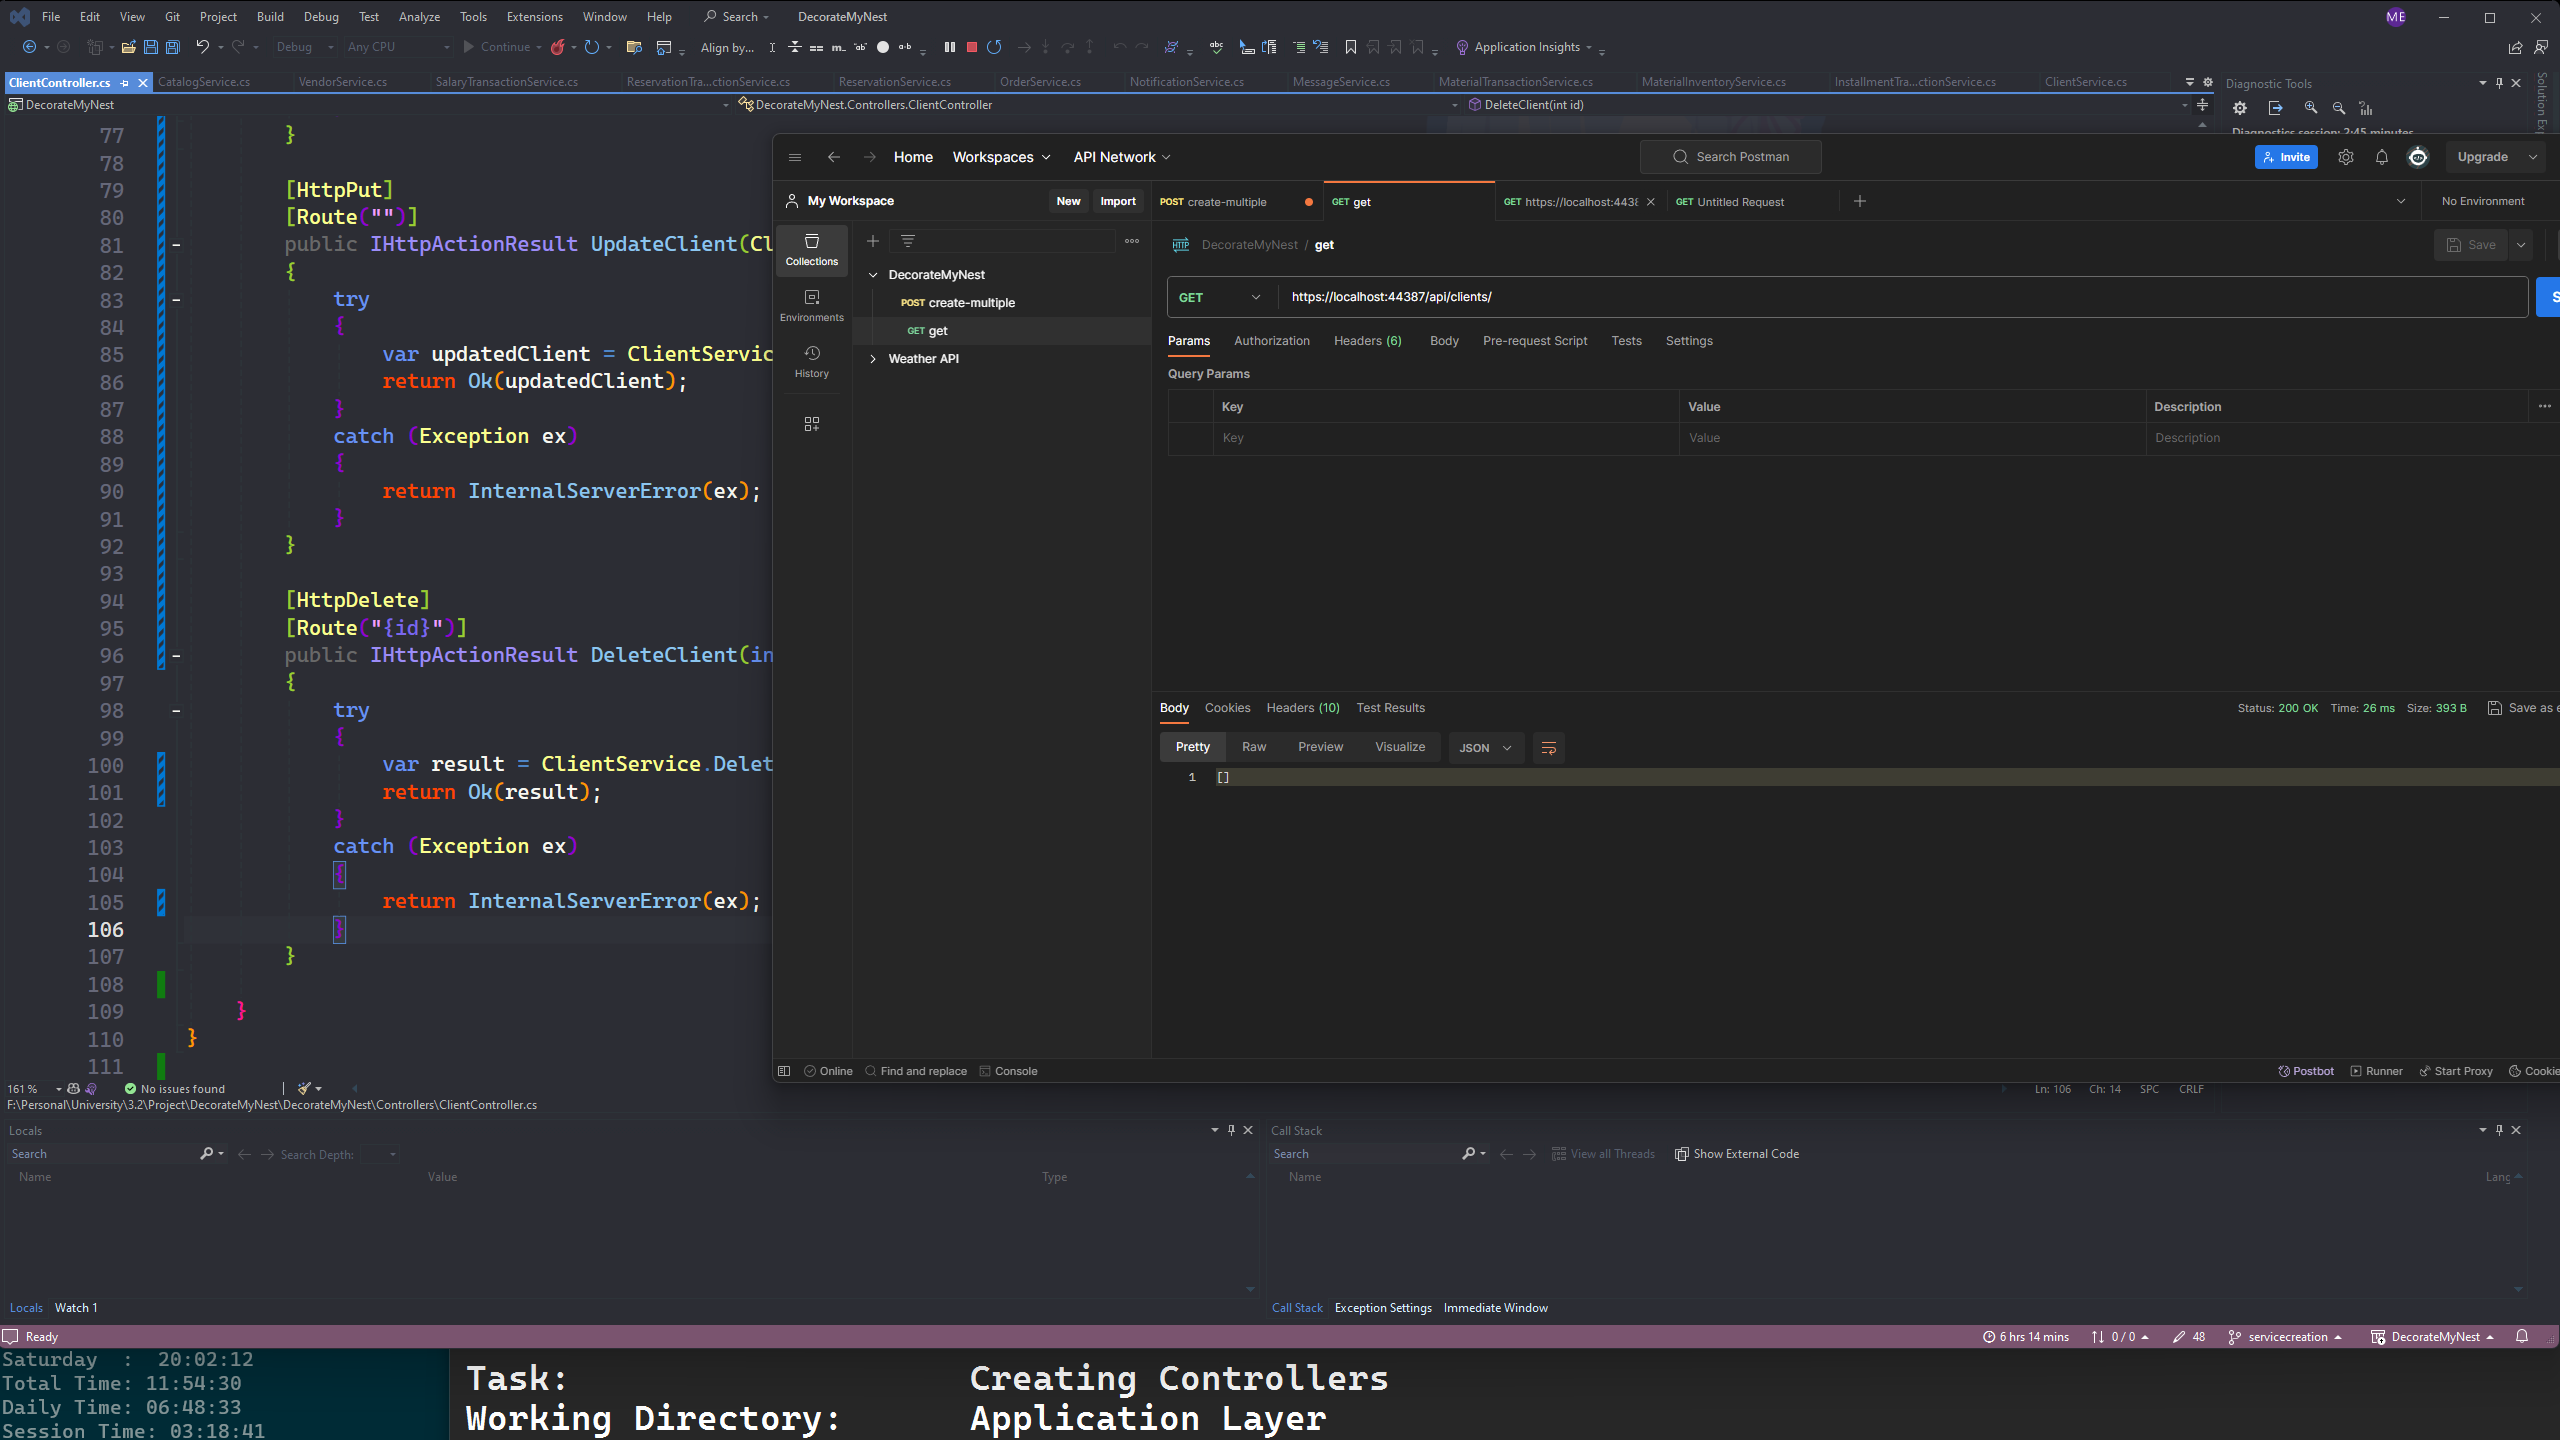 File Edit View Git Project Build Debug Test Analyze Tools Extensions Window Help Search DecorateMyNest ME
Debug Any CPU Continue Align by... Application Insights
ClientController.cs CatalogService.cs VendorService.cs SalaryTransactionService.cs ReservationTra...ctionService.cs ReservationService.cs OrderService.cs NotificationService.cs MessageService.cs MaterialTransactionService.cs MaterialInventoryService.cs InstallmentTra...ctionService.cs ClientService.cs Diagnostic Tools
DecorateMyNest DecorateMyNest.Controllers.ClientController DeleteClient(int id)
Diagnostics session: 2:45 minutes
Solution Exp
77 }
78
79 [HttpPut]
80 [Route("")]
81 public IHttpActionResult UpdateClient(Cl
82 {
83 try
84 {
85 var updatedClient = ClientServic
86 return Ok(updatedClient);
87 }
88 catch (Exception ex)
89 {
90 return InternalServerError(ex);
91 }
92 }
93
94 [HttpDelete]
95 [Route("{id}")]
96 public IHttpActionResult DeleteClient(in
97 {
98 try
99 {
100 var result = ClientService.Delet
101 return Ok(result);
102 }
103 catch (Exception ex)
104 {
105 return InternalServerError(ex);
106 }
107 }
108
109 }
110 }
111
Home Workspaces API Network Search Postman Invite Upgrade
My Workspace New Import POST create-multiple GET get GET https://localhost:4438 GET Untitled Request No Environment
Collections
Environments
History
DecorateMyNest
POST create-multiple
GET get
Weather API
HTTP DecorateMyNest / get Save
GET https://localhost:44387/api/clients/ S
Params Authorization Headers (6) Body Pre-request Script Tests Settings
Query Params
Key Value Description
Key Value Description
Body Cookies Headers (10) Test Results Status: 200 OK Time: 26 ms Size: 393 B Save as e
Pretty Raw Preview Visualize JSON
1 []
Online Find and replace Console Postbot Runner Start Proxy Cookie
161 % No issues found Ln: 106 Ch: 14 SPC CRLF
F:\Personal\University\3.2\Project\DecorateMyNest\DecorateMyNest\Controllers\ClientController.cs
Locals
Search Search Depth:
Name Value Type
Call Stack
Search View all Threads Show External Code
Name Lang
Locals Watch 1
Call Stack Exception Settings Immediate Window
Ready 6 hrs 14 mins 0 / 0 48 servicecreation DecorateMyNest
Saturday : 20:02:12
Total Time: 11:54:30
Daily Time: 06:48:33
Session Time: 03:18:41
Task: Creating Controllers
Working Directory: Application Layer